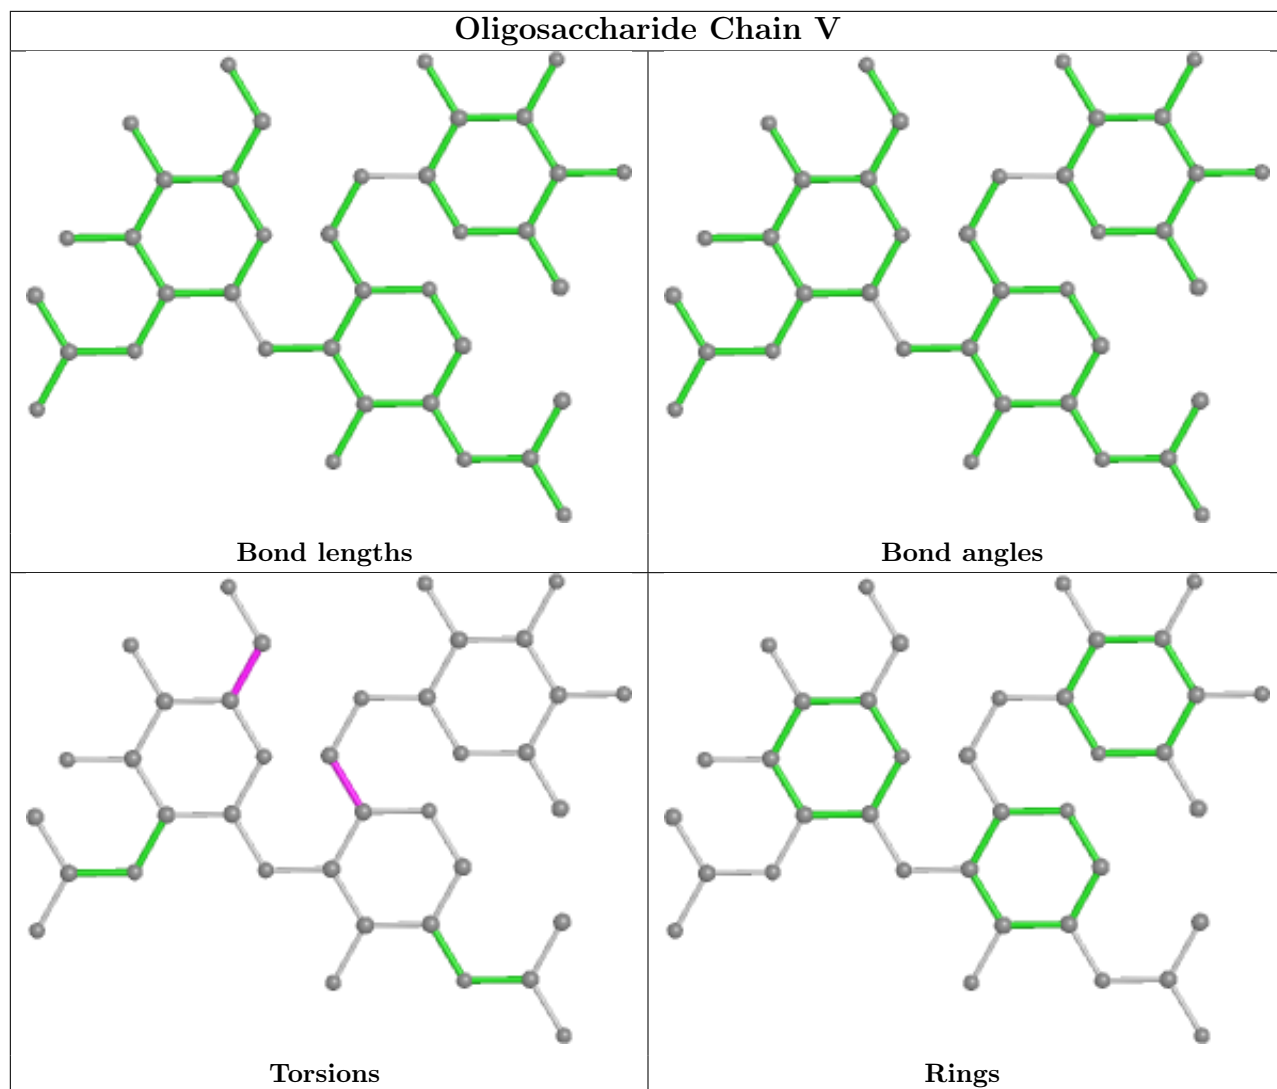 Oligosaccharide Chain V
Bond lengths
Bond angles
Torsions
Rings